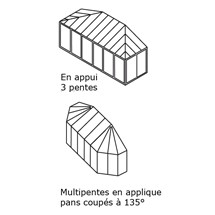 En appui
3 pentes
Multipentes en applique
pans coupés à 135°